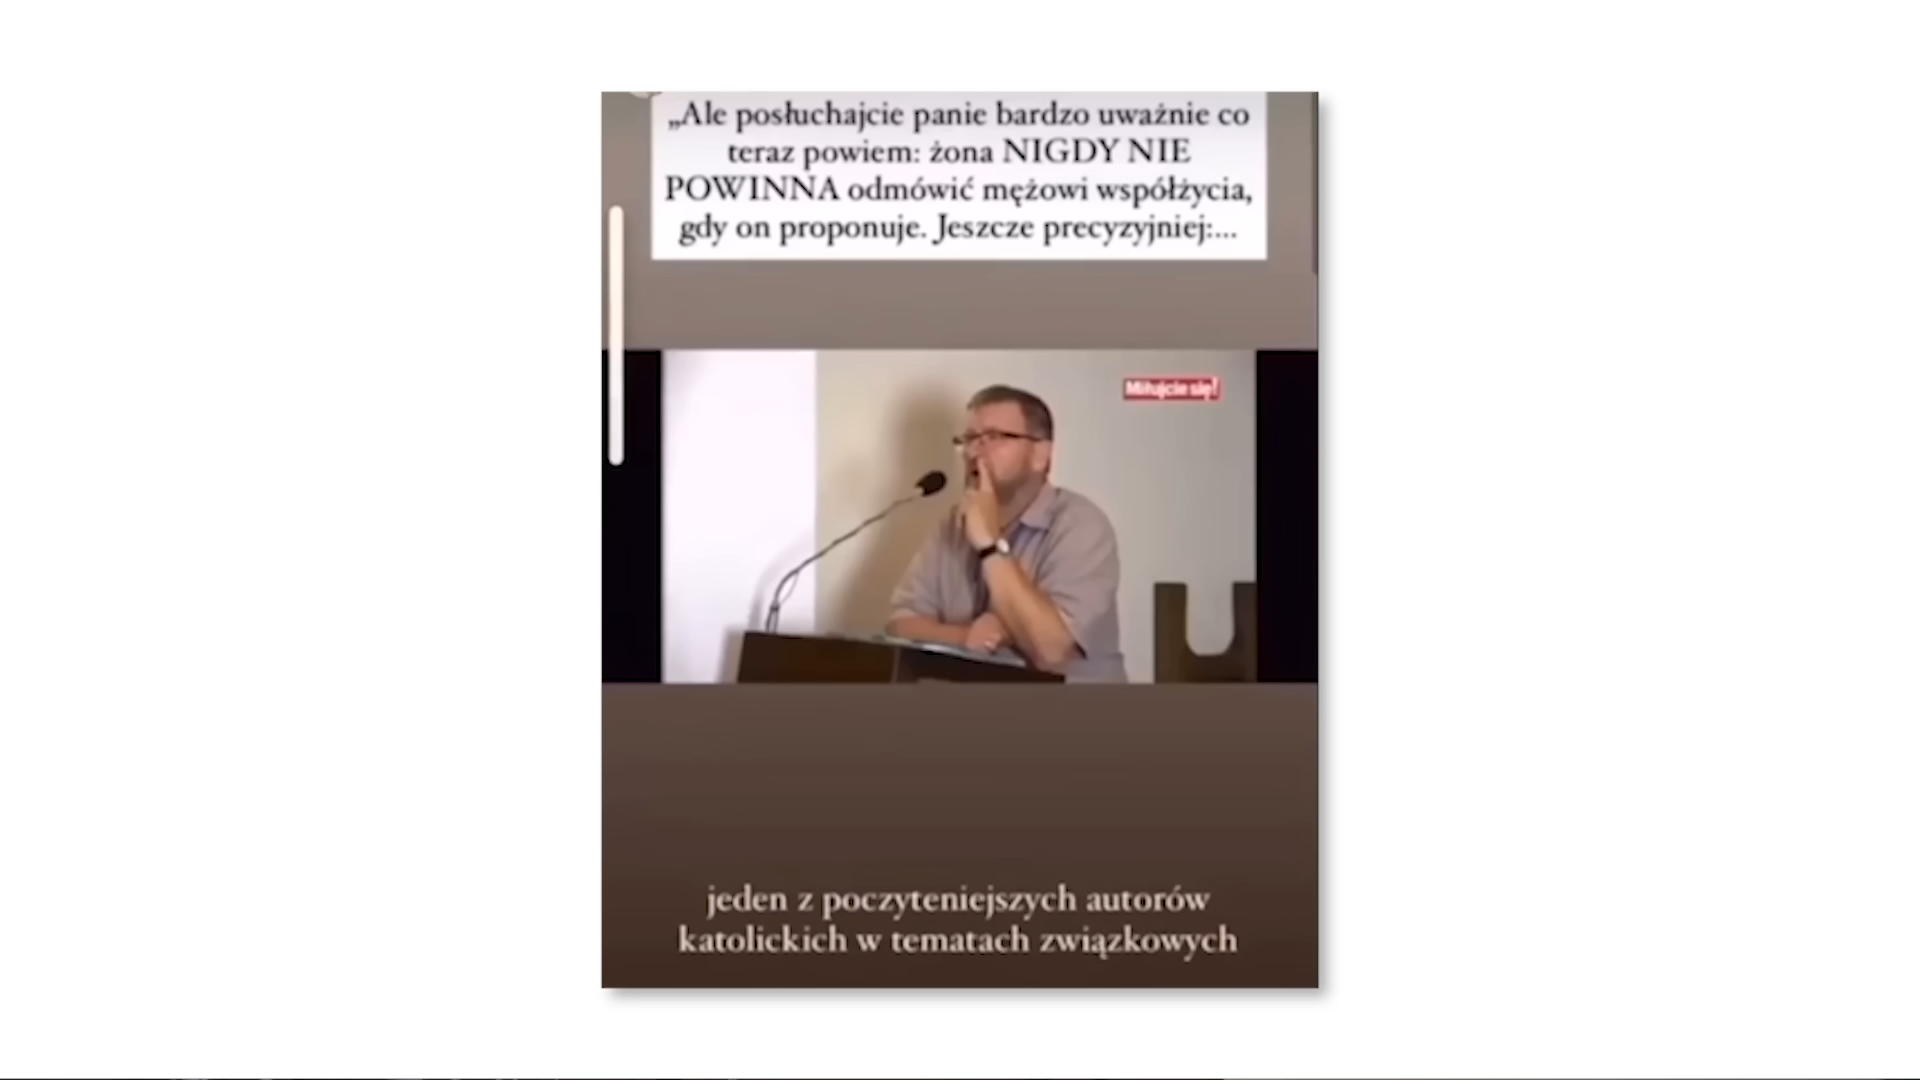 „Ale posłuchajcie panie bardzo uważnie co
teraz powiem: żona NIGDY NIE
POWINNA odmówić mężowi współżycia,
gdy on proponuje. Jeszcze precyzyjniej:...
Miłujcie się!
jeden z poczyteniejszych autorów
katolickich w tematach związkowych